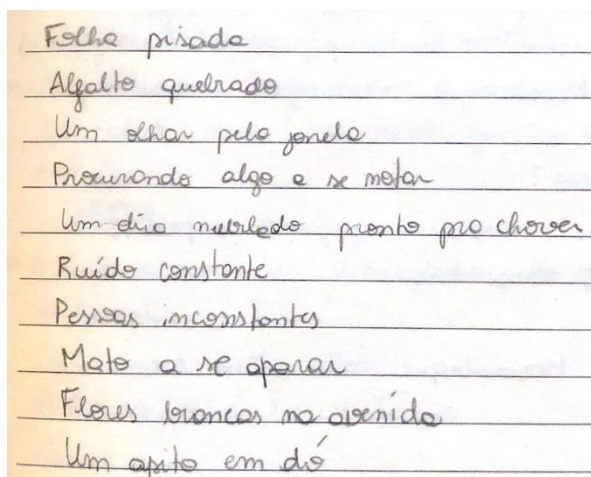 Folha pisada
Asfalto quebrado
Um olhar pela janela
Procurando algo a se notar
Um dia nublado pronto pra chover
Ruído constante
Pessoas inconstantes
Mato a se aparar
Flores brancas na avenida
Um apito em dó